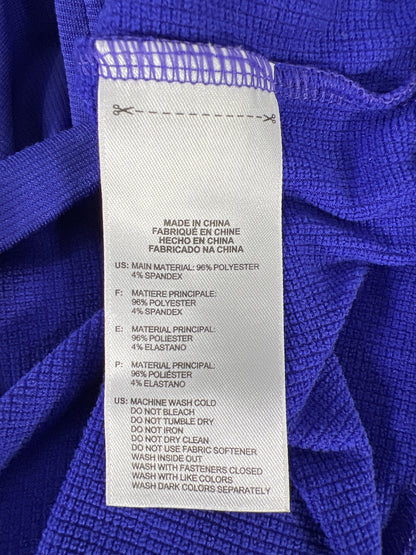 MADE IN CHINA
FABRIQUÉ EN CHINE
HECHO EN CHINA
FABRICADO NA CHINA
US: MAIN MATERIAL: 96% POLYESTER
4% SPANDEX
F: MATIERE PRINCIPALE:
96% POLYESTER
4% SPANDEX
E: MATERIAL PRINCIPAL:
96% POLIESTER
4% ELASTANO
P: MATERIAL PRINCIPAL:
96% POLIÉSTER
4% ELASTANO
US: MACHINE WASH COLD
DO NOT BLEACH
DO NOT TUMBLE DRY
DO NOT IRON
DO NOT DRY CLEAN
DO NOT USE FABRIC SOFTENER
WASH INSIDE OUT
WASH WITH FASTENERS CLOSED
WASH WITH LIKE COLORS
WASH DARK COLORS SEPARATELY